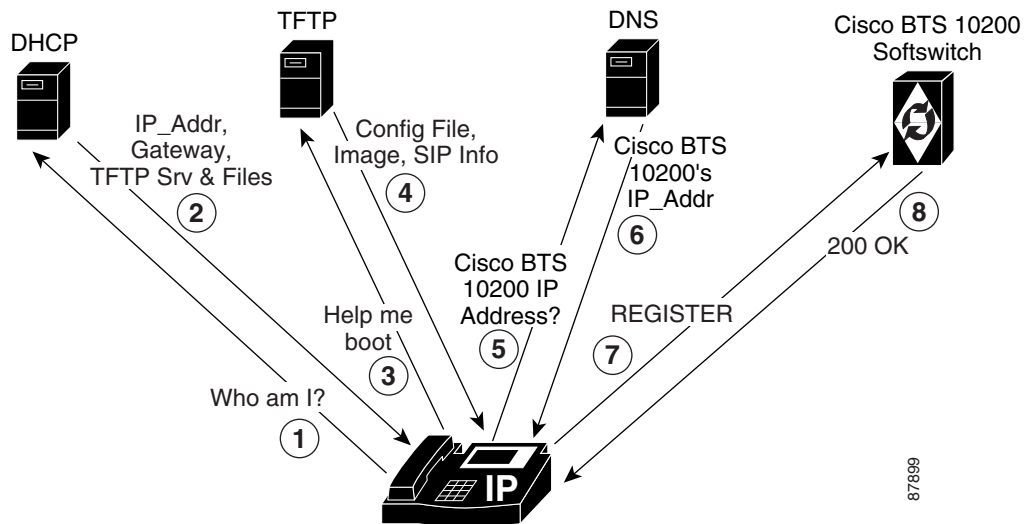 DHCP
TFTP
DNS
Cisco BTS 10200
Softswitch
IP_Addr,
Gateway,
TFTP Srv & Files
2
Config File,
Image, SIP Info
4
Cisco BTS
10200's
IP_Addr
6
8
200 OK
Cisco BTS
10200 IP
Address?
5
REGISTER
7
Help me
boot
3
Who am I?
1
IP
87899